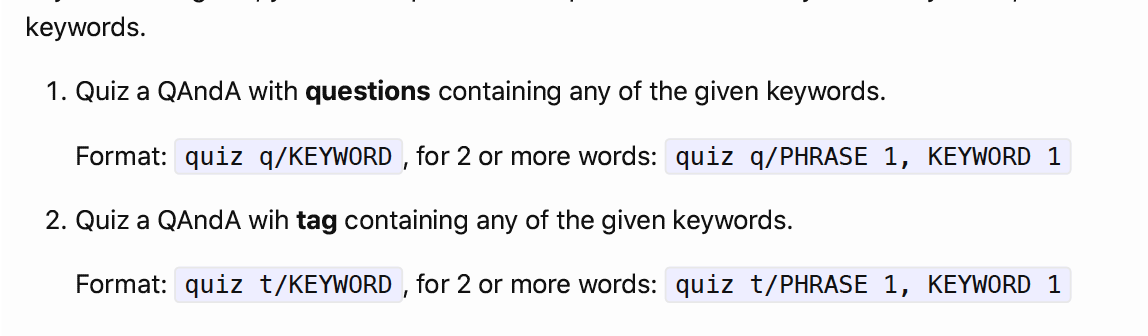 keywords.
1. Quiz a QAndA with questions containing any of the given keywords.
Format: quiz q/KEYWORD , for 2 or more words: quiz q/PHRASE 1, KEYWORD 1
2. Quiz a QAndA wih tag containing any of the given keywords.
Format: quiz t/KEYWORD , for 2 or more words: quiz t/PHRASE 1, KEYWORD 1